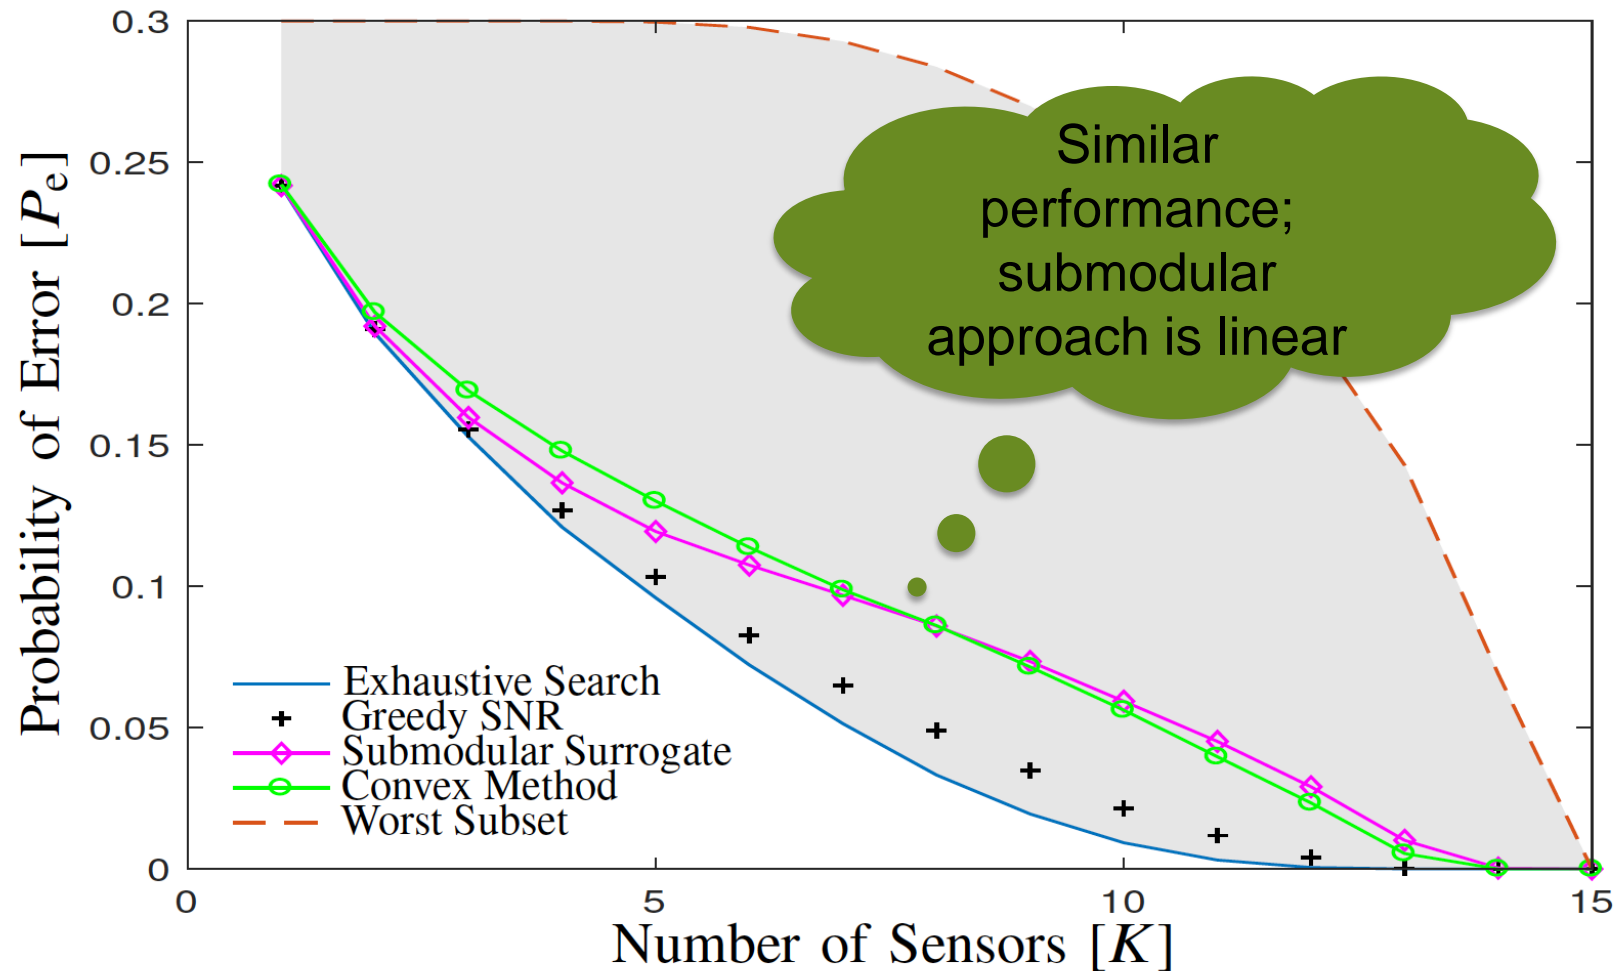 0.3
0.25
0.2
0.15
0.1
0.05
0
Probability of Error [Pe]
Similar
performance;
submodular
approach is linear
Exhaustive Search
Greedy SNR
Submodular Surrogate
Convex Method
Worst Subset
0 5 10 15
Number of Sensors [K]